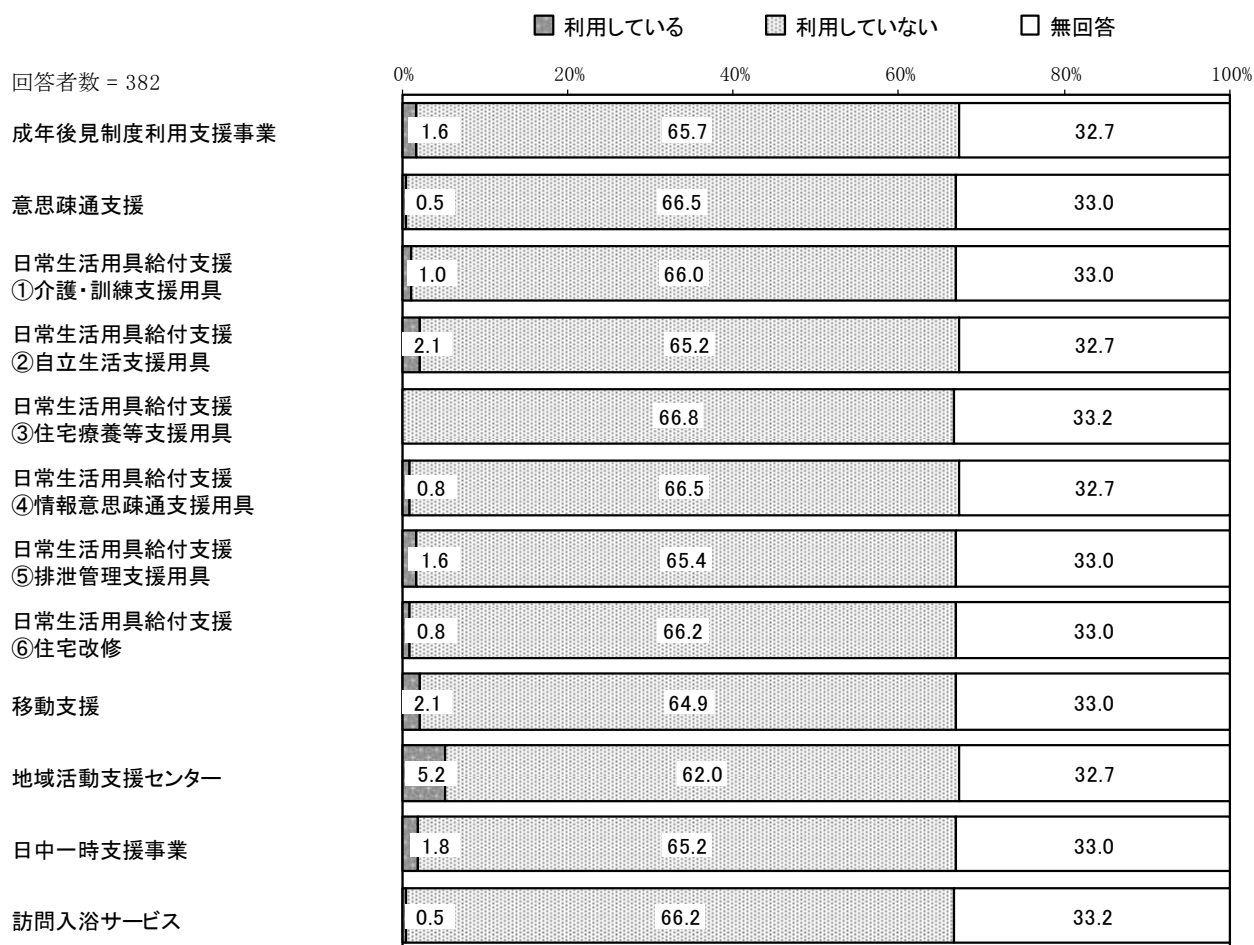 利用している 利用していない 無回答
回答者数 = 382
0% 20% 40% 60% 80% 100%
成年後見制度利用支援事業 1.6 65.7 32.7
意思疎通支援 0.5 66.5 33.0
日常生活用具給付支援
①介護・訓練支援用具 1.0 66.0 33.0
日常生活用具給付支援
②自立生活支援用具 2.1 65.2 32.7
日常生活用具給付支援
③住宅療養等支援用具 66.8 33.2
日常生活用具給付支援
④情報意思疎通支援用具 0.8 66.5 32.7
日常生活用具給付支援
⑤排泄管理支援用具 1.6 65.4 33.0
日常生活用具給付支援
⑥住宅改修 0.8 66.2 33.0
移動支援 2.1 64.9 33.0
地域活動支援センター 5.2 62.0 32.7
日中一時支援事業 1.8 65.2 33.0
訪問入浴サービス 0.5 66.2 33.2